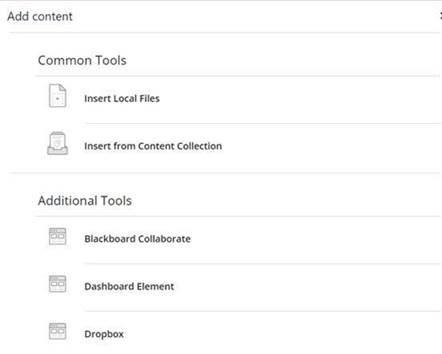 Add content
Common Tools
Insert Local Files
Insert from Content Collection
Additional Tools
Blackboard Collaborate
Dashboard Element
Dropbox